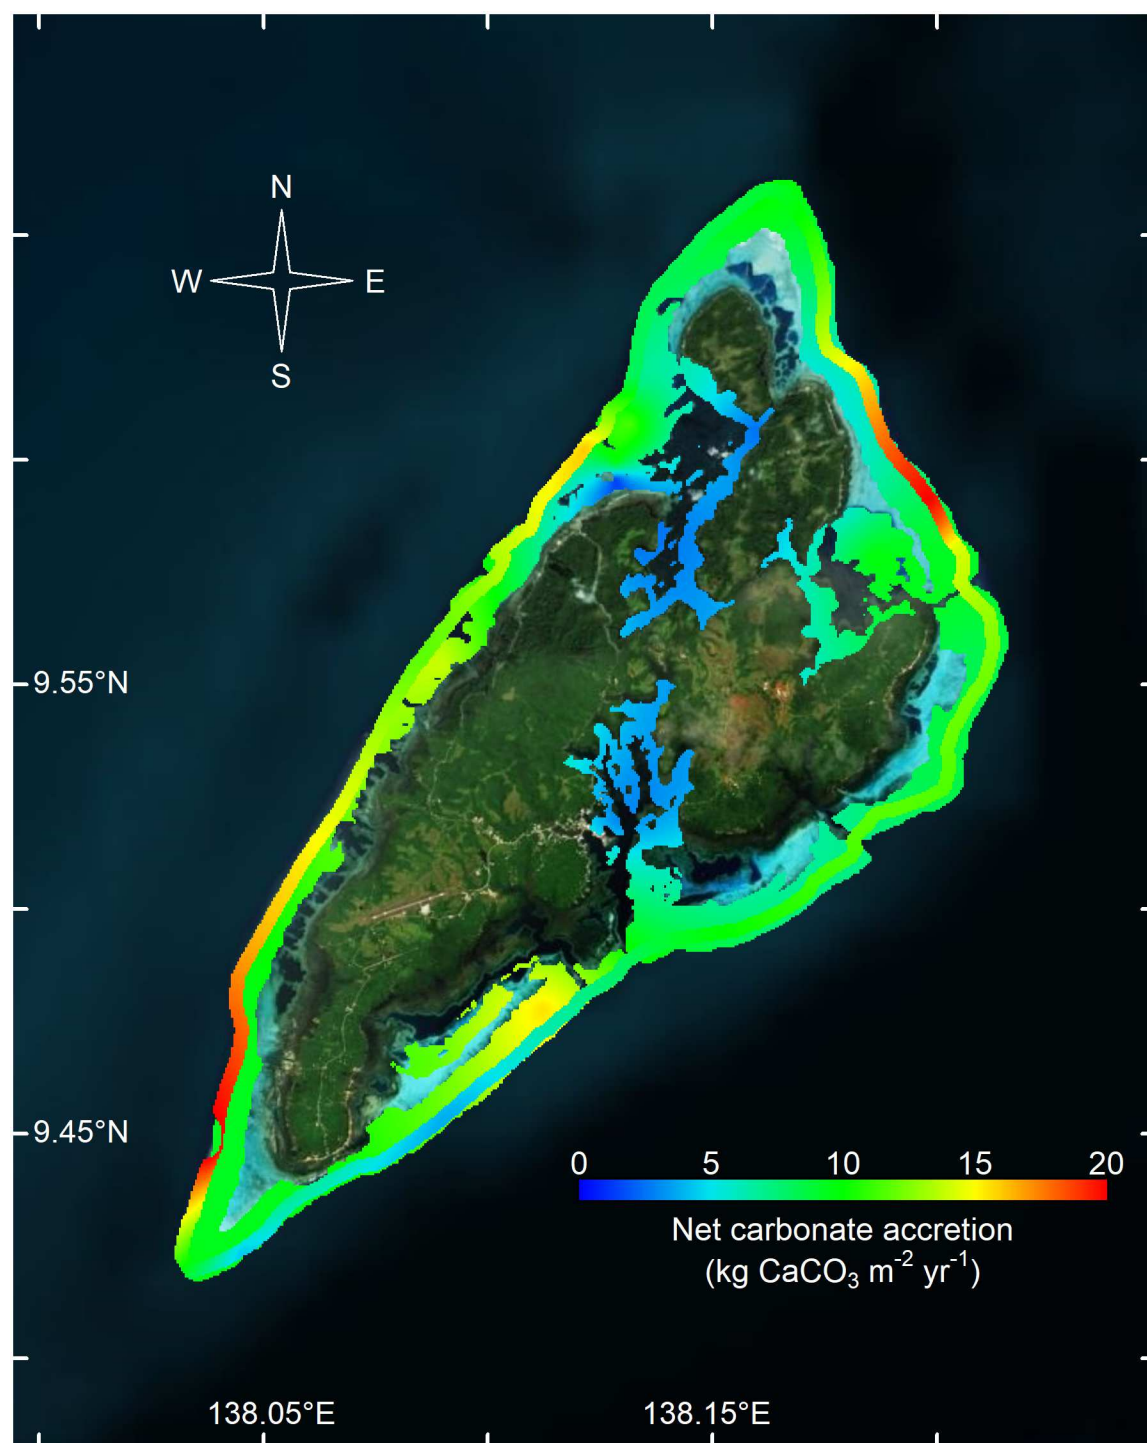 N
W E
S
9.55°N
9.45°N
0 5 10 15 20
Net carbonate accretion
(kg CaCO₃ m⁻² yr⁻¹)
138.05°E 138.15°E